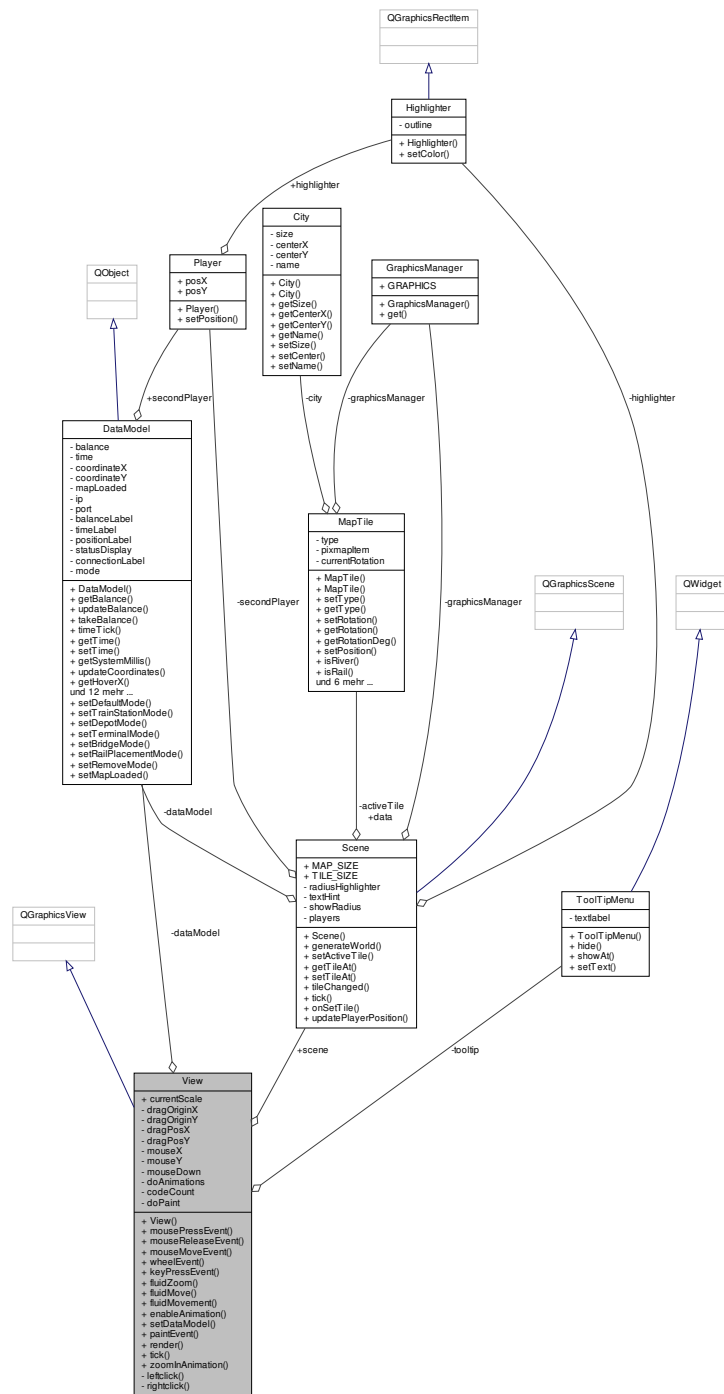 QGraphicsRectItem
Highlighter
- outline
+ Highlighter()
+ setColor()
+highlighter
City
- size
- centerX
- centerY
- name
+ City()
+ City()
+ getSize()
+ getCenterX()
+ getCenterY()
+ getName()
+ setSize()
+ setCenter()
+ setName()
Player
+ posX
+ posY
+ Player()
+ setPosition()
GraphicsManager
+ GRAPHICS
+ GraphicsManager()
+ get()
QObject
+secondPlayer
-city
-graphicsManager
-highlighter
DataModel
- balance
- time
- coordinateX
- coordinateY
- mapLoaded
- ip
- port
- balanceLabel
- timeLabel
- positionLabel
- statusDisplay
- connectionLabel
- mode
+ DataModel()
+ getBalance()
+ updateBalance()
+ takeBalance()
+ timeTick()
+ getTime()
+ setTime()
+ getSystemMillis()
+ updateCoordinates()
+ getHoverX()
und 12 mehr ...
+ setDefaultMode()
+ setTrainStationMode()
+ setDepotMode()
+ setTerminalMode()
+ setBridgeMode()
+ setRailPlacementMode()
+ setRemoveMode()
+ setMapLoaded()
MapTile
- type
- pixmapItem
- currentRotation
+ MapTile()
+ MapTile()
+ setType()
+ getType()
+ setRotation()
+ getRotation()
+ getRotationDeg()
+ setPosition()
+ isRiver()
+ isRail()
und 6 mehr ...
-secondPlayer
-graphicsManager
QGraphicsScene
QWidget
-dataModel
-activeTile
+data
Scene
+ MAP_SIZE
+ TILE_SIZE
- radiusHighlighter
- textHint
- showRadius
- players
+ Scene()
+ generateWorld()
+ setActiveTile()
+ getTileAt()
+ setTileAt()
+ tileChanged()
+ tick()
+ onSetTile()
+ updatePlayerPosition()
ToolTipMenu
- textlabel
+ ToolTipMenu()
+ hide()
+ showAt()
+ setText()
QGraphicsView
-dataModel
+scene
-tooltip
View
+ currentScale
- dragOriginX
- dragOriginY
- dragPosX
- dragPosY
- mouseX
- mouseY
- mouseDown
- doAnimations
- codeCount
- doPaint
+ View()
+ mousePressEvent()
+ mouseReleaseEvent()
+ mouseMoveEvent()
+ wheelEvent()
+ keyPressEvent()
+ fluidZoom()
+ fluidMove()
+ fluidMovement()
+ enableAnimation()
+ setDataModel()
+ paintEvent()
+ render()
+ tick()
+ zoomInAnimation()
- leftclick()
- rightclick()